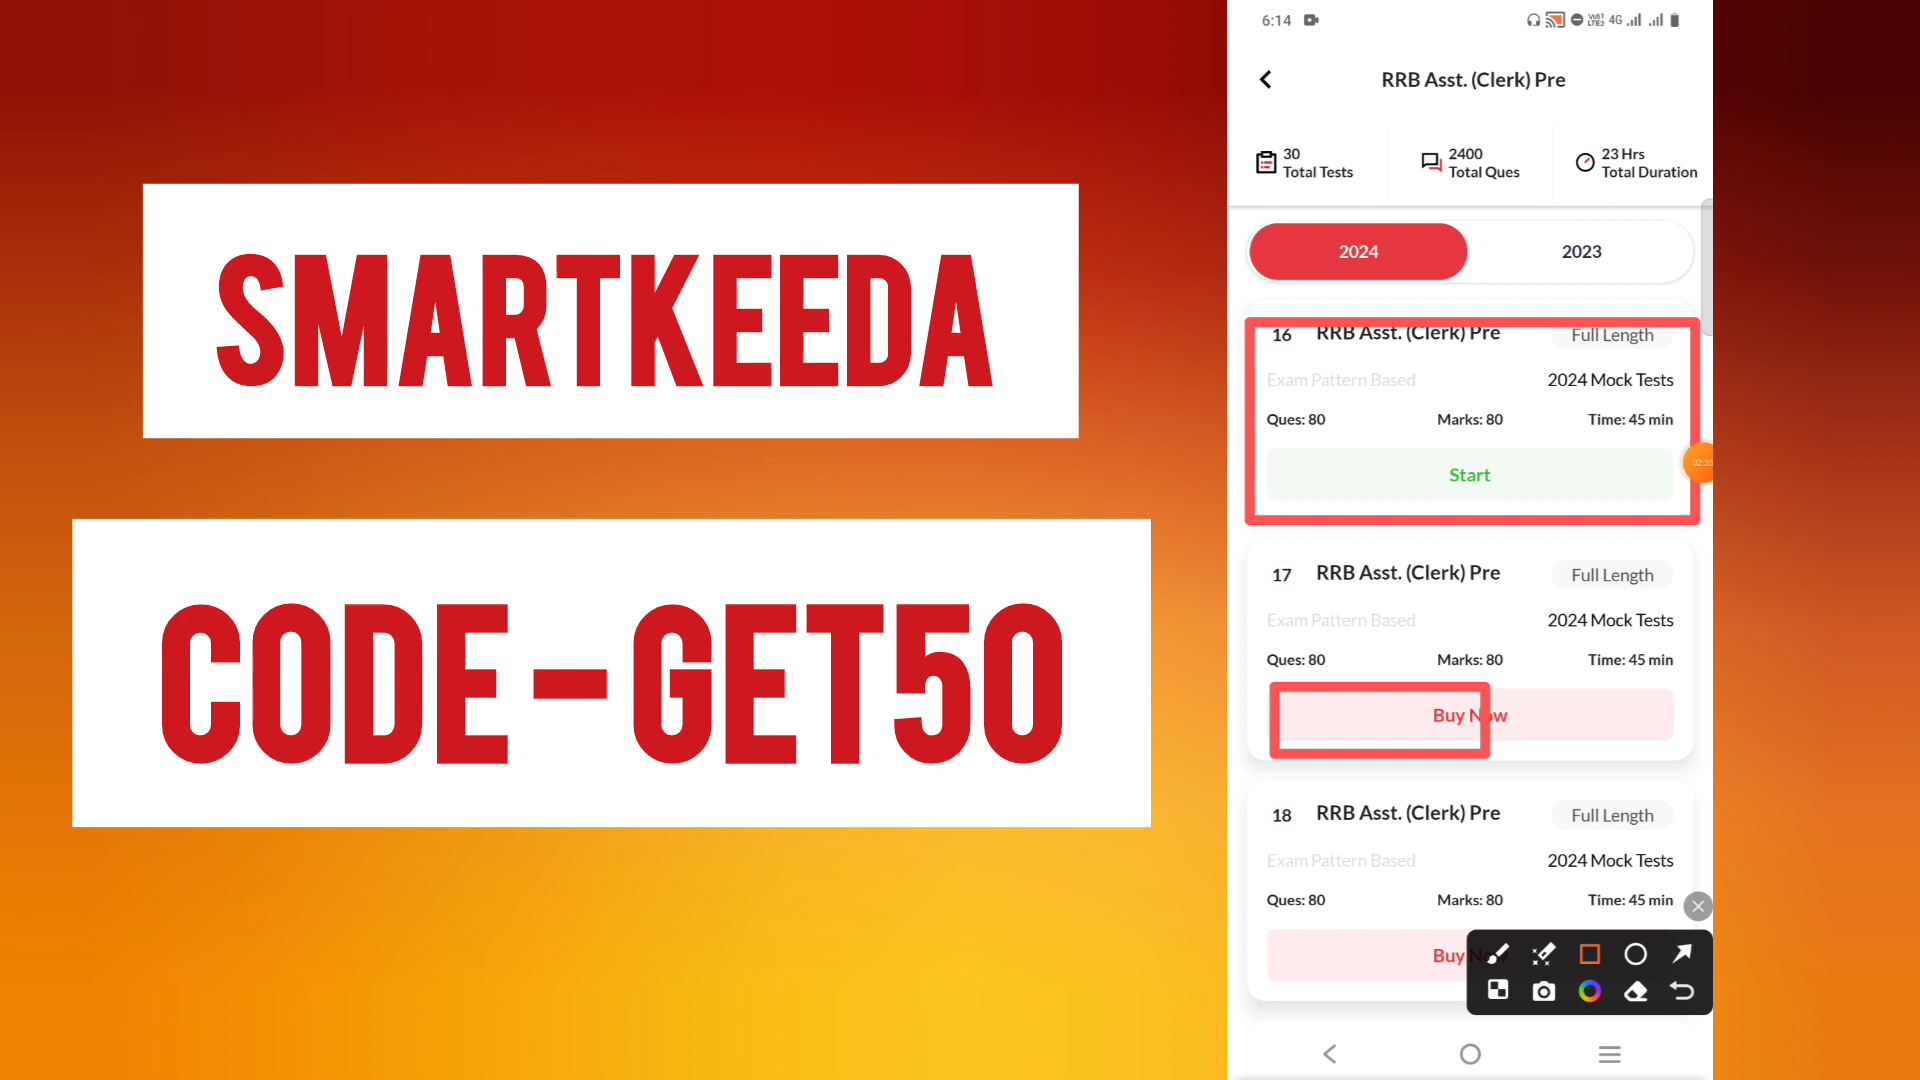 SMARTKEEDA
CODE - GET50
6:14
4G
RRB Asst. (Clerk) Pre
30
Total Tests
2400
Total Ques
23 Hrs
Total Duration
2024
2023
16 RRB Asst. (Clerk) Pre Full Length
Exam Pattern Based 2024 Mock Tests
Ques: 80 Marks: 80 Time: 45 min
Start
17 RRB Asst. (Clerk) Pre Full Length
Exam Pattern Based 2024 Mock Tests
Ques: 80 Marks: 80 Time: 45 min
Buy Now
18 RRB Asst. (Clerk) Pre Full Length
Exam Pattern Based 2024 Mock Tests
Ques: 80 Marks: 80 Time: 45 min
Buy Now